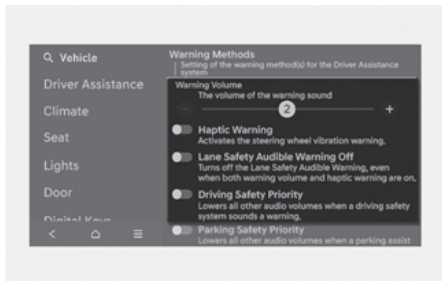 Vehicle
Driver Assistance
Climate
Seat
Lights
Door
Digital Keys
Warning Methods
Setting of the warning method(s) for the Driver Assistance
system
Warning Volume
The volume of the warning sound
2
Haptic Warning
Activates the steering wheel vibration warning.
Lane Safety Audible Warning Off
Turns off the Lane Safety Audible Warning, even
when both warning volume and haptic warning are on.
Driving Safety Priority
Lowers all other audio volumes when a driving safety
system sounds a warning.
Parking Safety Priority
Lowers all other audio volumes when a parking assist